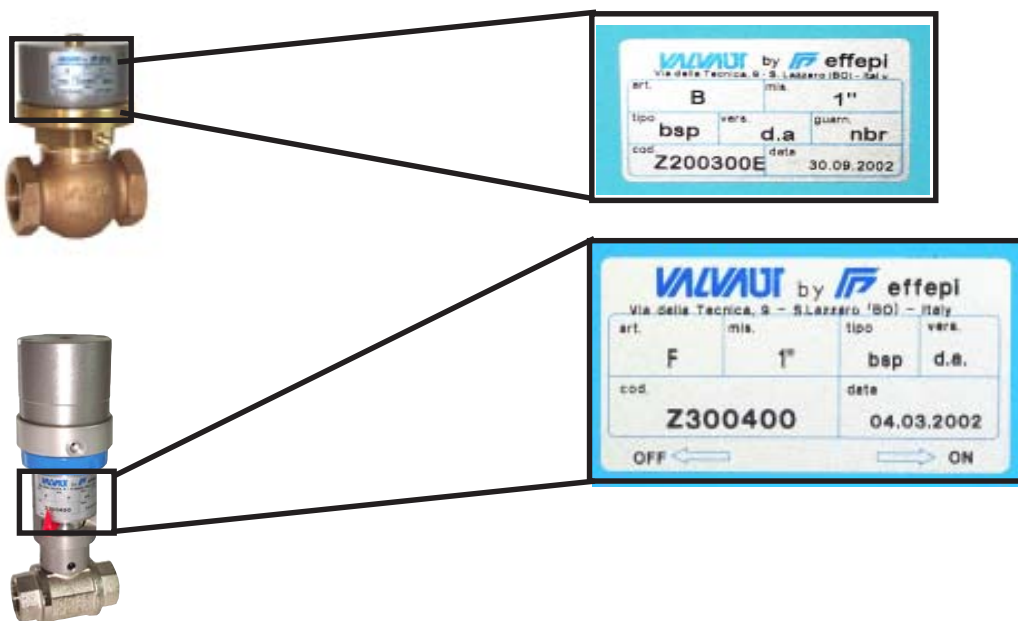 VALVAUT by effepi
Via della Tecnica, 9 - S. Lazzaro (BO) - Italy
art. mis.
B 1"
tipo vers. guarn.
bsp d.a nbr
cod. data
Z200300E 30.09.2002
VALVAUT by effepi
Via della Tecnica, 9 - S.Lazzaro (BO) - Italy
art. mis. tipo vers.
F 1" bsp d.a.
cod. data
Z300400 04.03.2002
OFF ON
VALVAUT
Z300400